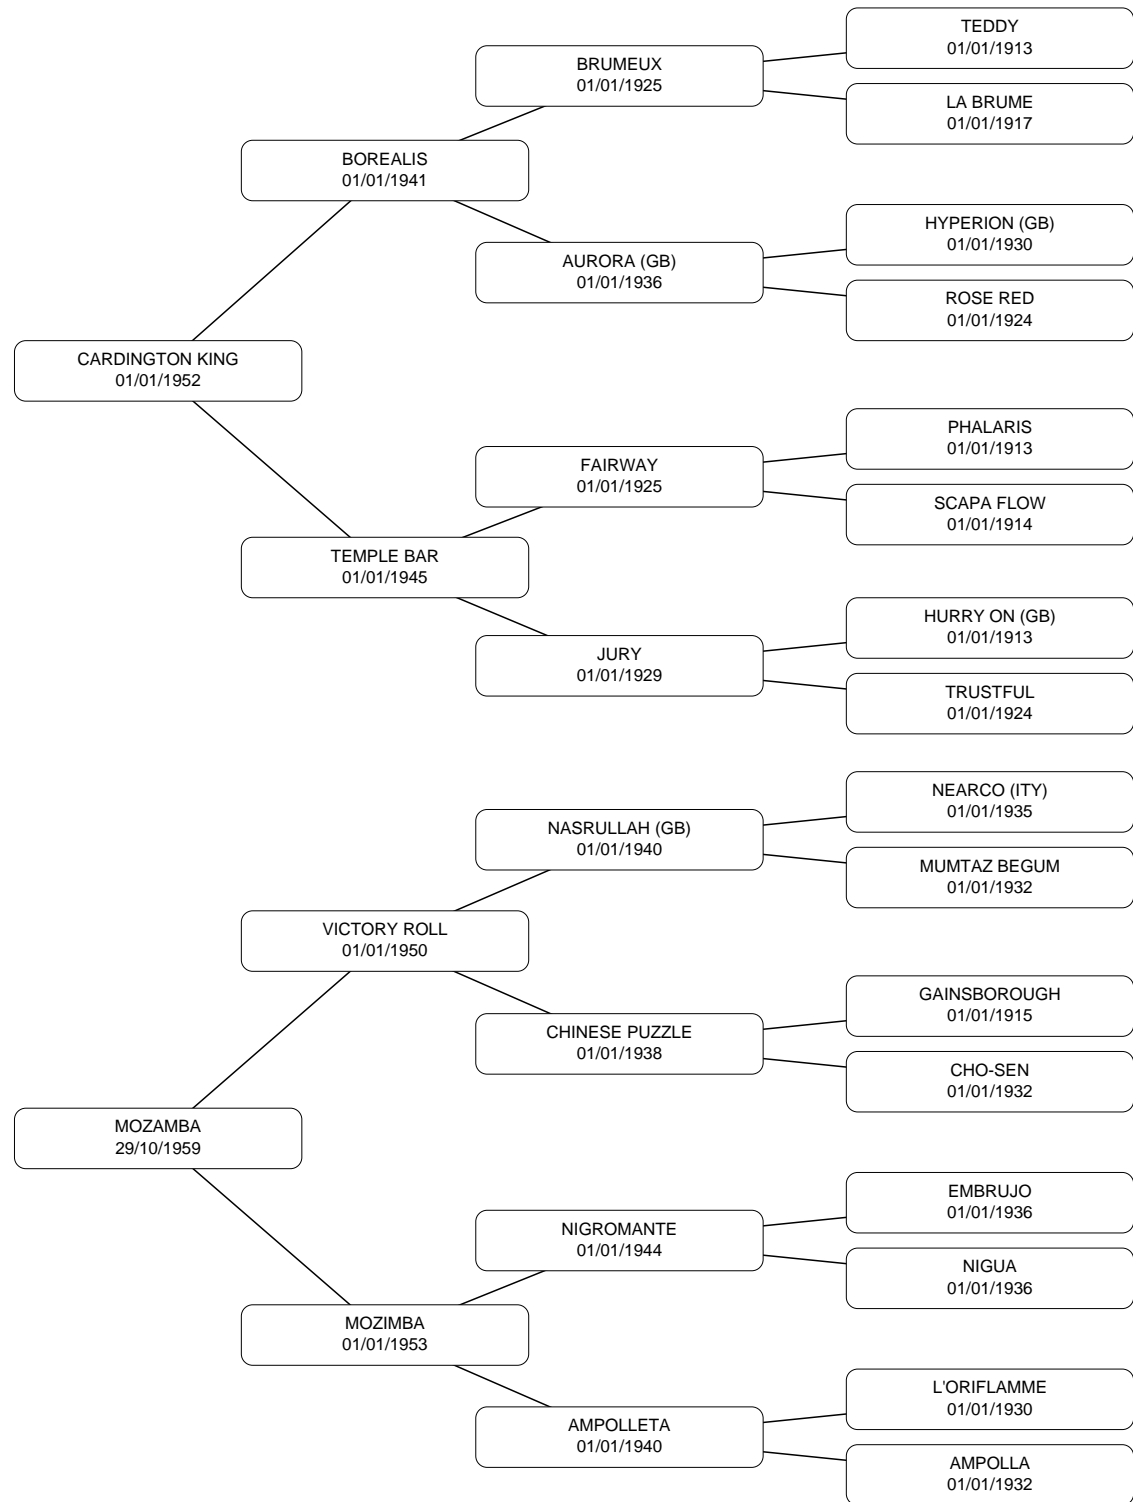 TEDDY
01/01/1913
BRUMEUX
01/01/1925
LA BRUME
01/01/1917
BOREALIS
01/01/1941
HYPERION (GB)
01/01/1930
AURORA (GB)
01/01/1936
ROSE RED
01/01/1924
CARDINGTON KING
01/01/1952
PHALARIS
01/01/1913
FAIRWAY
01/01/1925
SCAPA FLOW
01/01/1914
TEMPLE BAR
01/01/1945
HURRY ON (GB)
01/01/1913
JURY
01/01/1929
TRUSTFUL
01/01/1924
NEARCO (ITY)
01/01/1935
NASRULLAH (GB)
01/01/1940
MUMTAZ BEGUM
01/01/1932
VICTORY ROLL
01/01/1950
GAINSBOROUGH
01/01/1915
CHINESE PUZZLE
01/01/1938
CHO-SEN
01/01/1932
MOZAMBA
29/10/1959
EMBRUJO
01/01/1936
NIGROMANTE
01/01/1944
NIGUA
01/01/1936
MOZIMBA
01/01/1953
L'ORIFLAMME
01/01/1930
AMPOLLETA
01/01/1940
AMPOLLA
01/01/1932